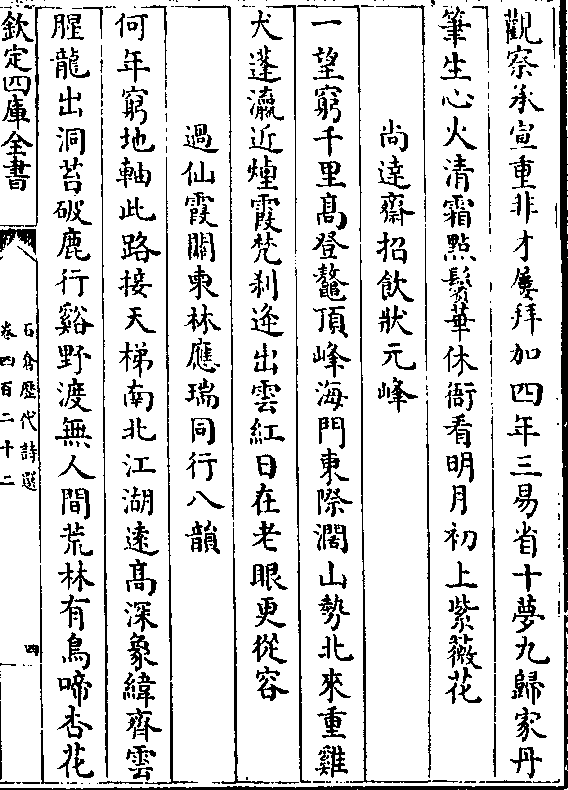 觀察承宣重非才屢拜加四年三易省十夢九歸家丹
筆生心火清霜點鬢華休衙看明月初上紫薇花
尚達齋招飲狀元峰
一望窮千里髙登鼇頂峰海門東際濶山勢北來重雞
犬蓬瀛近煙霞梵刹逢出雲紅日在老眼更從容
過仙霞關東林應瑞同行八韻
何年窮地軸此路接天梯南北江湖逺髙深象緯齊雲
腥龍出洞苔破鹿行谿野渡無人間荒林有鳥啼杏花
欽定四庫全書
石倉歴代詩選
卷四百二十二
四